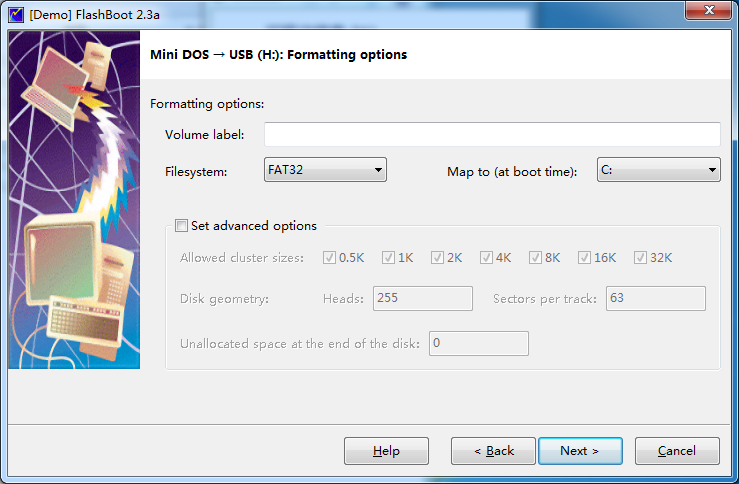 [Demo] FlashBoot 2.3a
Mini DOS → USB (H:): Formatting options
Formatting options:
Volume label:
Filesystem: FAT32 Map to (at boot time): C:
Set advanced options
Allowed cluster sizes: 0.5K 1K 2K 4K 8K 16K 32K
Disk geometry: Heads: 255 Sectors per track: 63
Unallocated space at the end of the disk: 0
Help < Back Next > Cancel